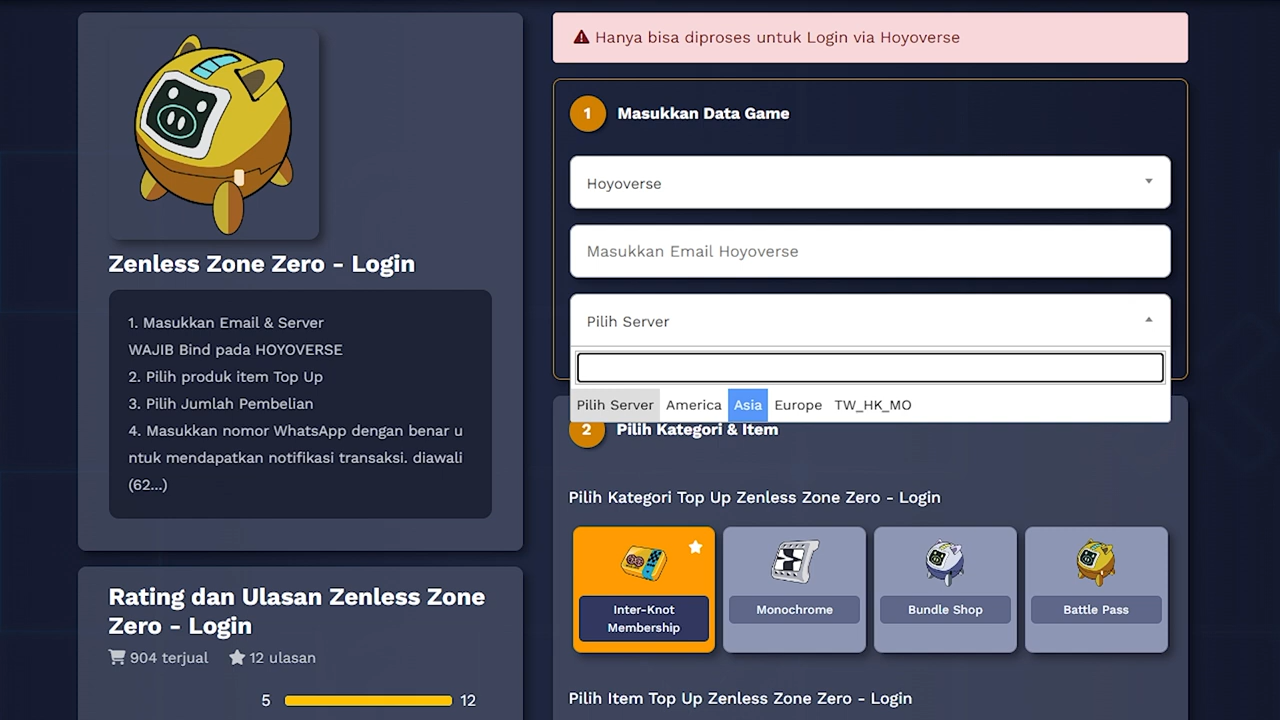 Zenless Zone Zero - Login
1. Masukkan Email & Server
WAJIB Bind pada HOYOVERSE
2. Pilih produk item Top Up
3. Pilih Jumlah Pembelian
4. Masukkan nomor WhatsApp dengan benar u
ntuk mendapatkan notifikasi transaksi. diawali
(62...)
Rating dan Ulasan Zenless Zone
Zero - Login
904 terjual 12 ulasan
5 12
Hanya bisa diproses untuk Login via Hoyoverse
1 Masukkan Data Game
Hoyoverse
Masukkan Email Hoyoverse
Pilih Server
Pilih Server America Asia Europe TW_HK_MO
2 Pilih Kategori & Item
Pilih Kategori Top Up Zenless Zone Zero - Login
Inter-Knot
Membership
Monochrome
Bundle Shop
Battle Pass
Pilih Item Top Up Zenless Zone Zero - Login